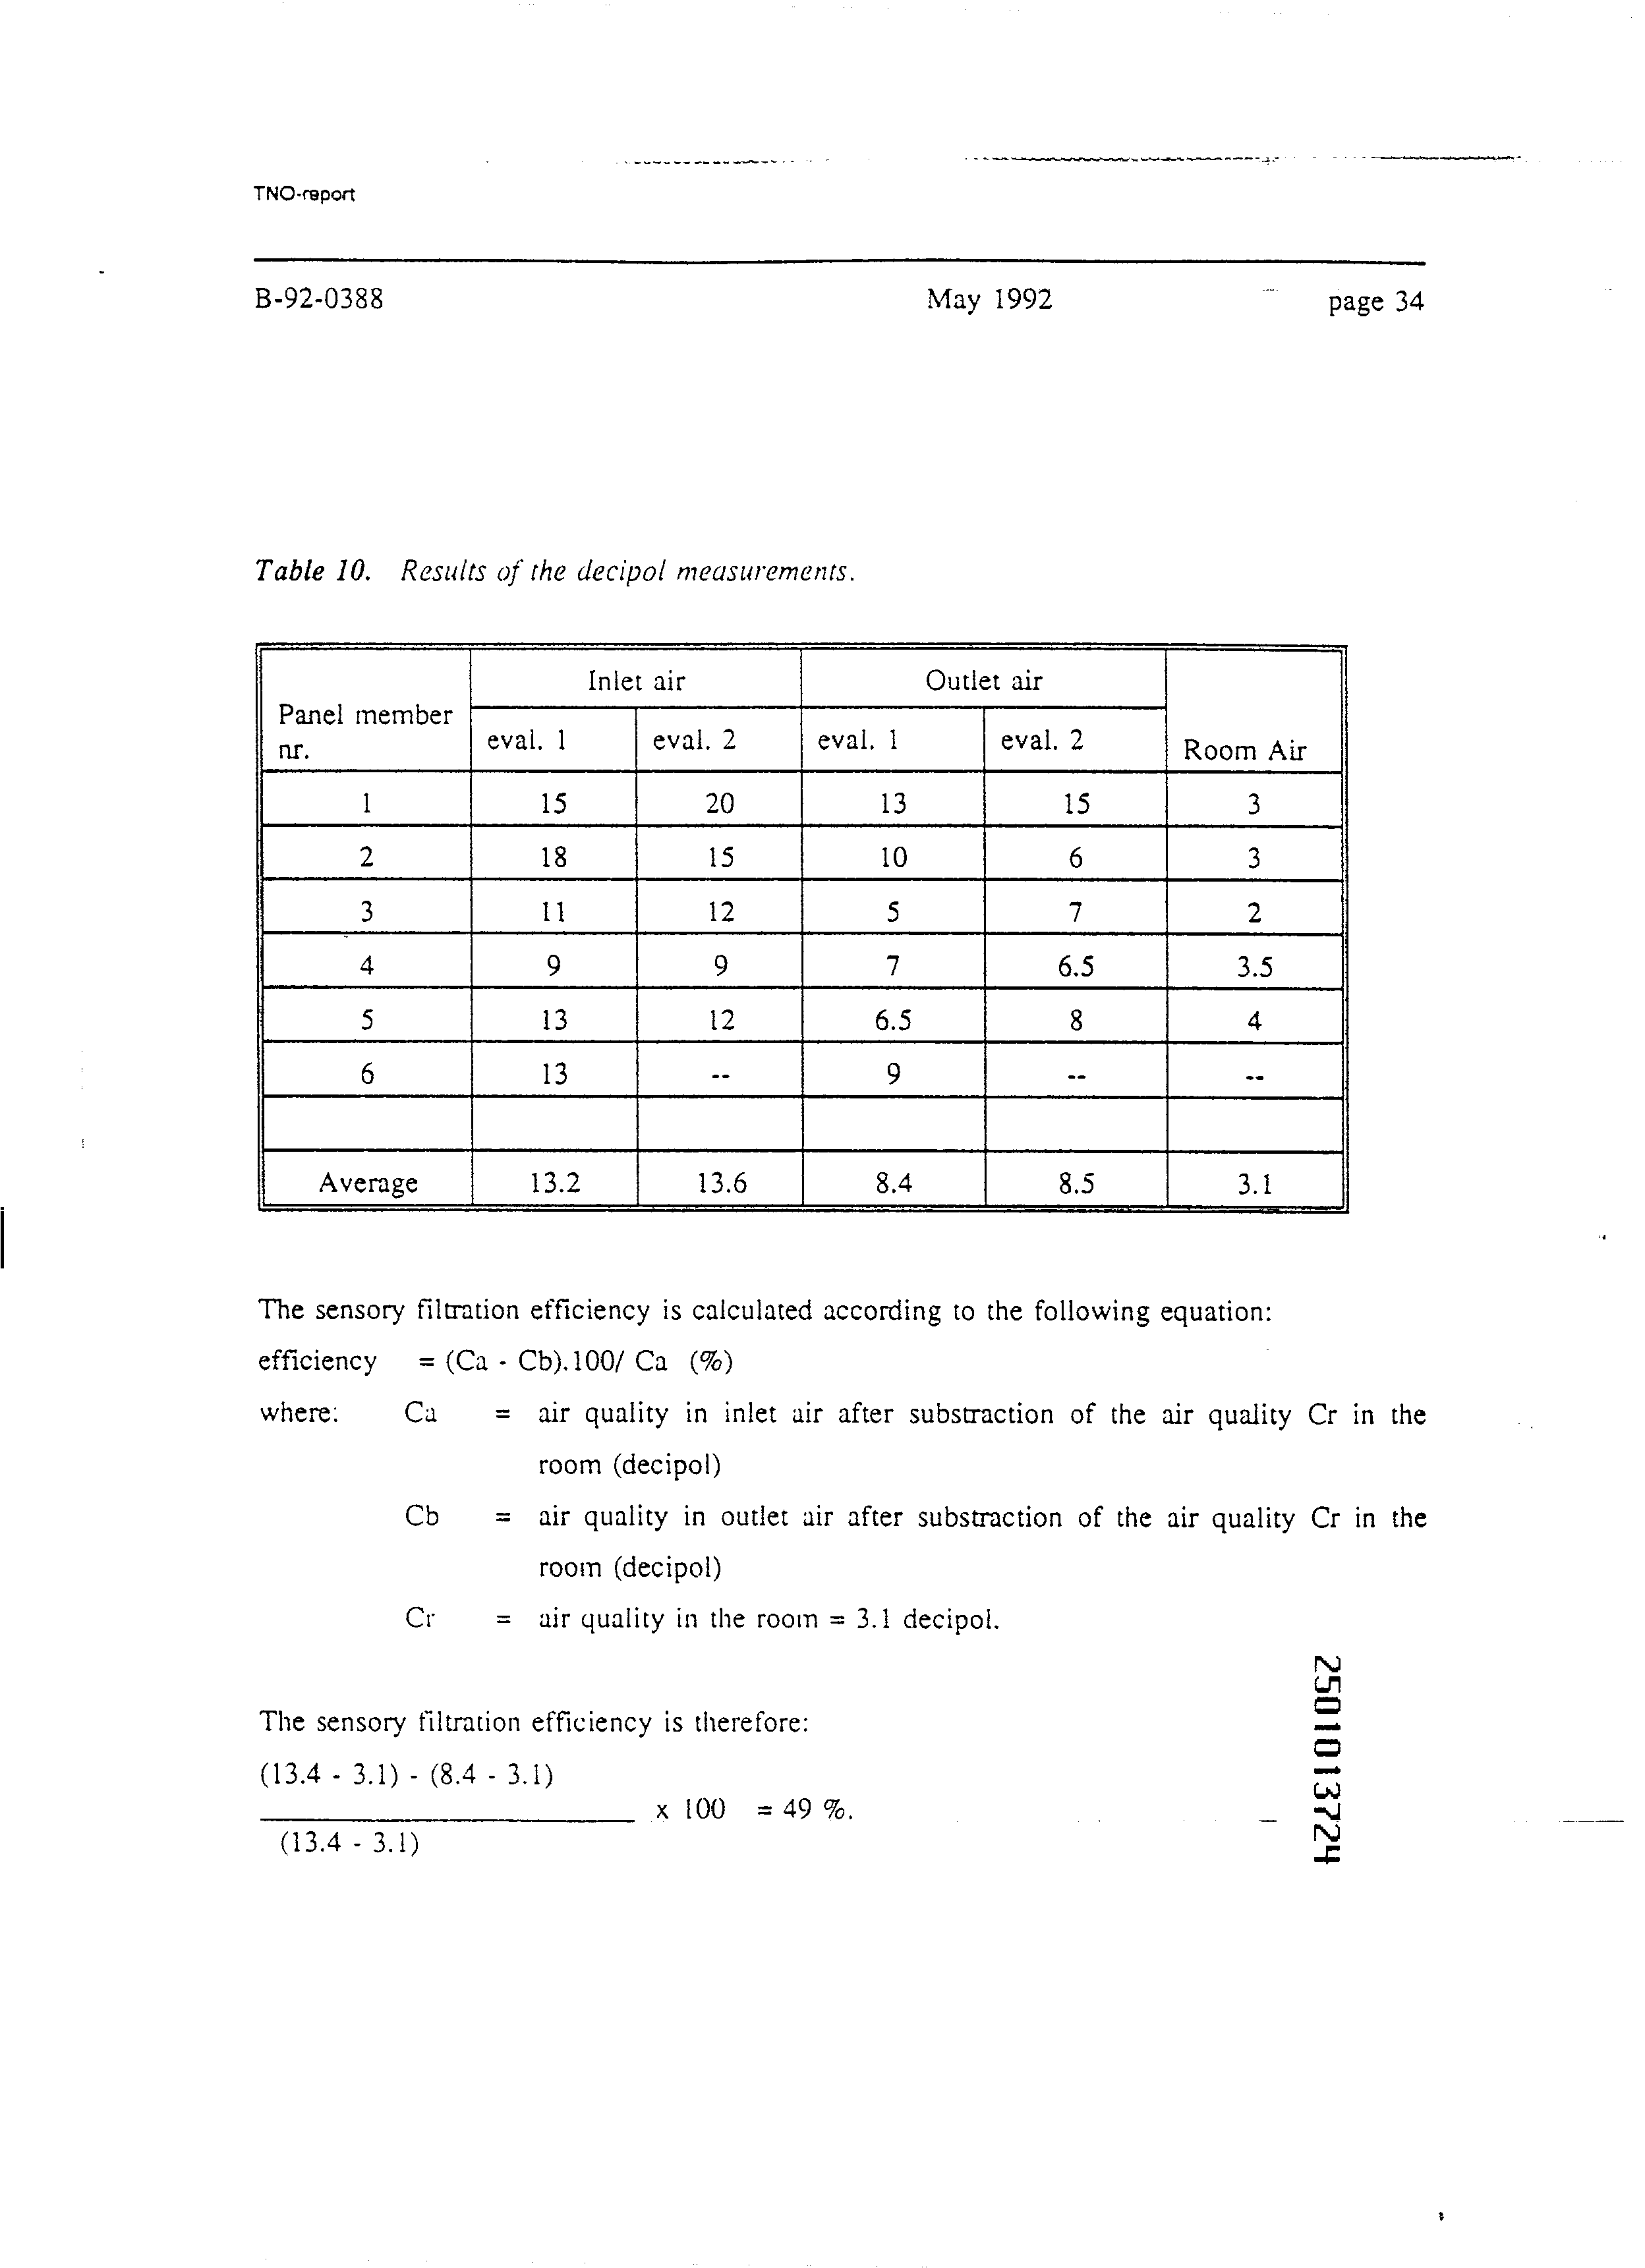 TNO-report
B-92-0388 May 1992 page 34
Table 10. Results of the decipol measurements.
Inlet air Outlet air
Panel member
nr. eval. 1 eval. 2 eval. 1 eval. 2 Room Air
1 15 20 13 15 3
2 18 15 10 6 3
3 11 12 5 7 2
4 9 9 7 6.5 3.5
5 13 12 6.5 8 4
6 13 -- 9 -- --
Average 13.2 13.6 8.4 8.5 3.1
The sensory filtration efficiency is calculated according to the following equation:
efficiency = (Ca - Cb).100/ Ca (%)
where: Ca = air quality in inlet air after substraction of the air quality Cr in the
room (decipol)
Cb = air quality in outlet air after substraction of the air quality Cr in the
room (decipol)
Cr = air quality in the room = 3.1 decipol.
The sensory filtration efficiency is therefore:
(13.4 - 3.1) - (8.4 - 3.1)
x 100 = 49 %.
(13.4 - 3.1)
2501013724